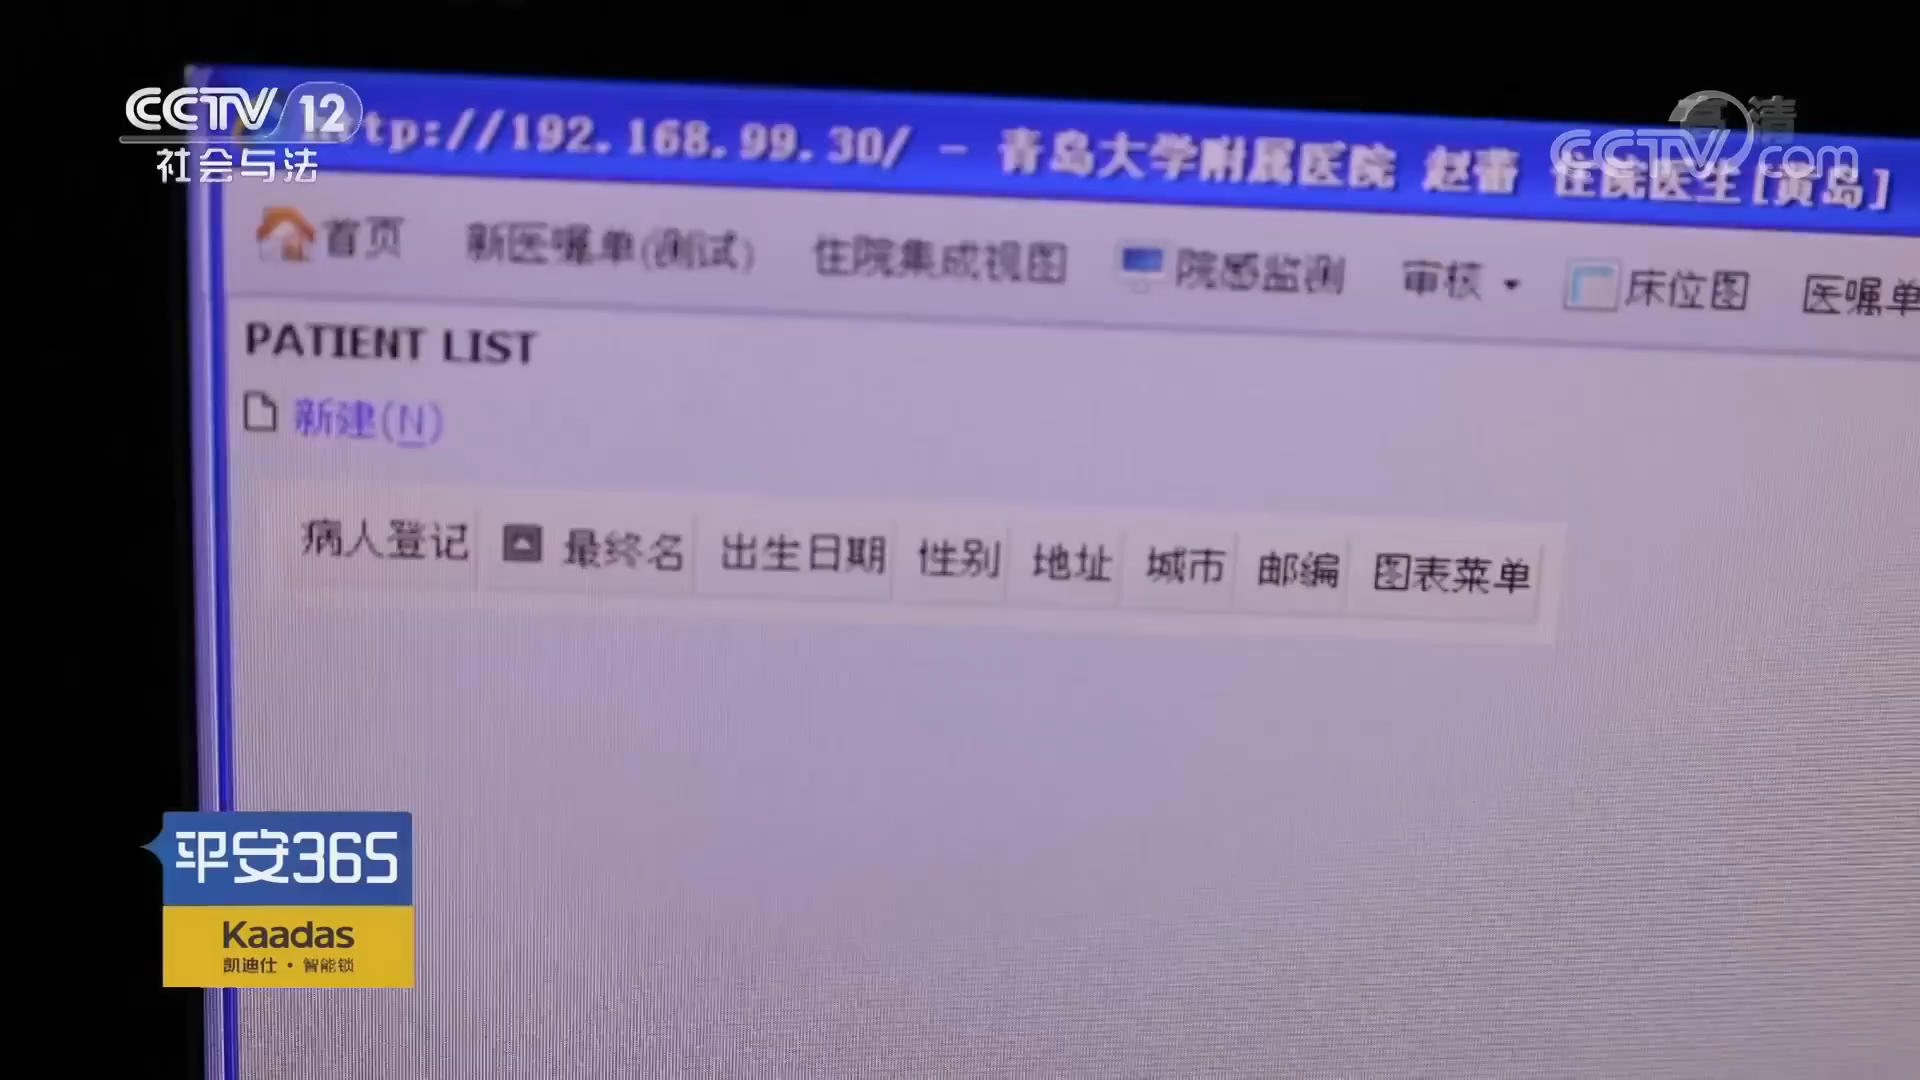 CCTV 12
社会与法
高清
CCTV.com
tp://192.168.99.30/ - 青岛大学附属医院 赵蕾 住院医生[黄岛]
首页 新医嘱单(测试) 住院集成视图 院感监测 审核 床位图 医嘱单
PATIENT LIST
新建(N)
病人登记 最终名 出生日期 性别 地址 城市 邮编 图表菜单
平安365
Kaadas
凯迪仕·智能锁